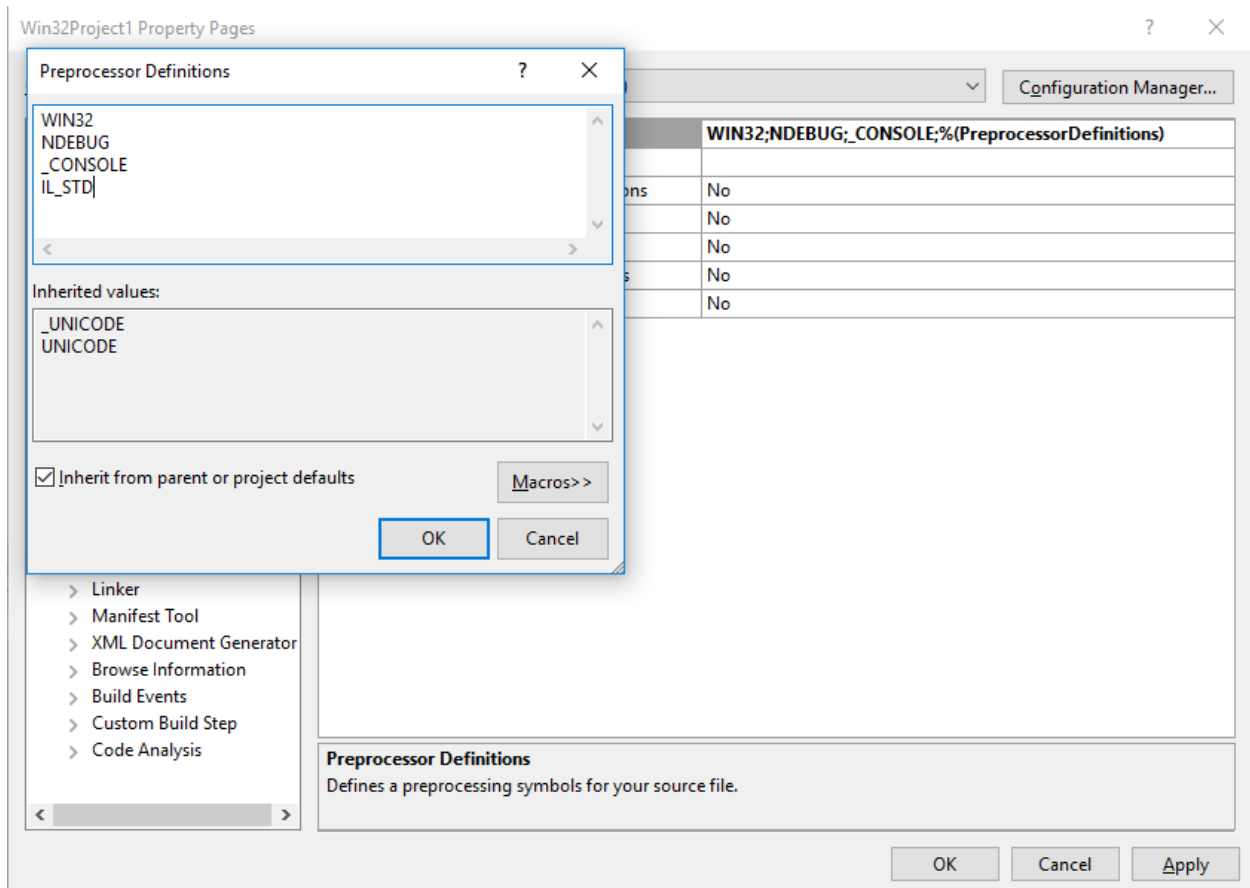 Win32Project1 Property Pages
?
Preprocessor Definitions
?
Configuration Manager...
WIN32
NDEBUG
_CONSOLE
IL_STD
WIN32;NDEBUG;_CONSOLE;%(PreprocessorDefinitions)
No
No
No
No
No
Inherited values:
_UNICODE
UNICODE
Inherit from parent or project defaults
Macros>>
OK
Cancel
Linker
Manifest Tool
XML Document Generator
Browse Information
Build Events
Custom Build Step
Code Analysis
Preprocessor Definitions
Defines a preprocessing symbols for your source file.
OK
Cancel
Apply